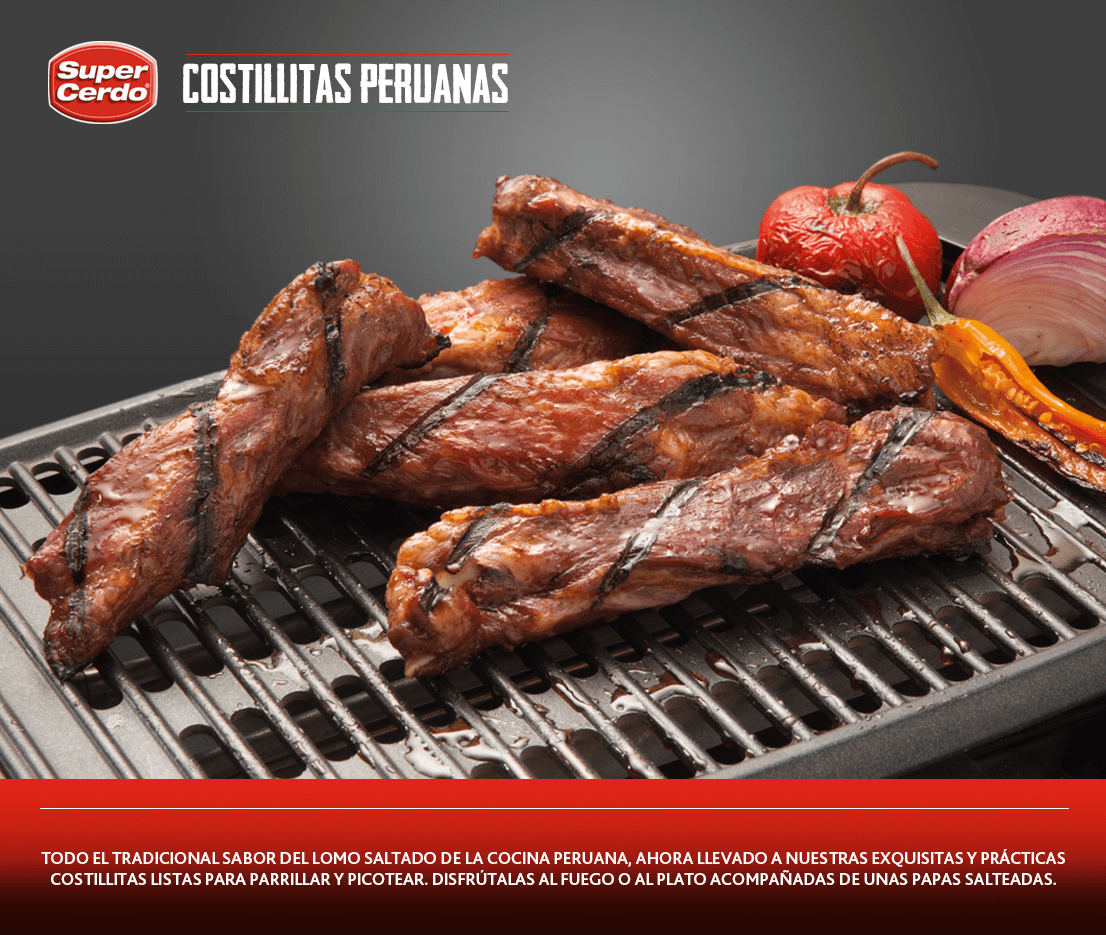 Super
Cerdo®
COSTILLITAS PERUANAS
TODO EL TRADICIONAL SABOR DEL LOMO SALTADO DE LA COCINA PERUANA, AHORA LLEVADO A NUESTRAS EXQUISITAS Y PRÁCTICAS
COSTILLITAS LISTAS PARA PARRILLAR Y PICOTEAR. DISFRÚTALAS AL FUEGO O AL PLATO ACOMPAÑADAS DE UNAS PAPAS SALTEADAS.